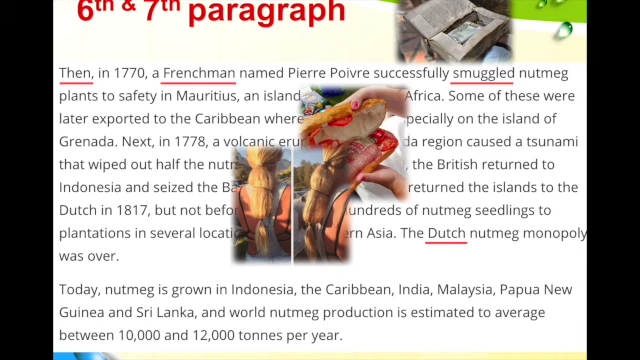 6th & 7th paragraph
Then, in 1770, a Frenchman named Pierre Poivre successfully smuggled nutmeg
plants to safety in Mauritius, an island Africa. Some of these were
later exported to the Caribbean where pecially on the island of
Grenada. Next, in 1778, a volcanic eru da region caused a tsunami
that wiped out half the nutm , the British returned to
Indonesia and seized the Ba returned the islands to the
Dutch in 1817, but not befor undreds of nutmeg seedlings to
plantations in several locatio ern Asia. The Dutch nutmeg monopoly
was over.
Today, nutmeg is grown in Indonesia, the Caribbean, India, Malaysia, Papua New
Guinea and Sri Lanka, and world nutmeg production is estimated to average
between 10,000 and 12,000 tonnes per year.